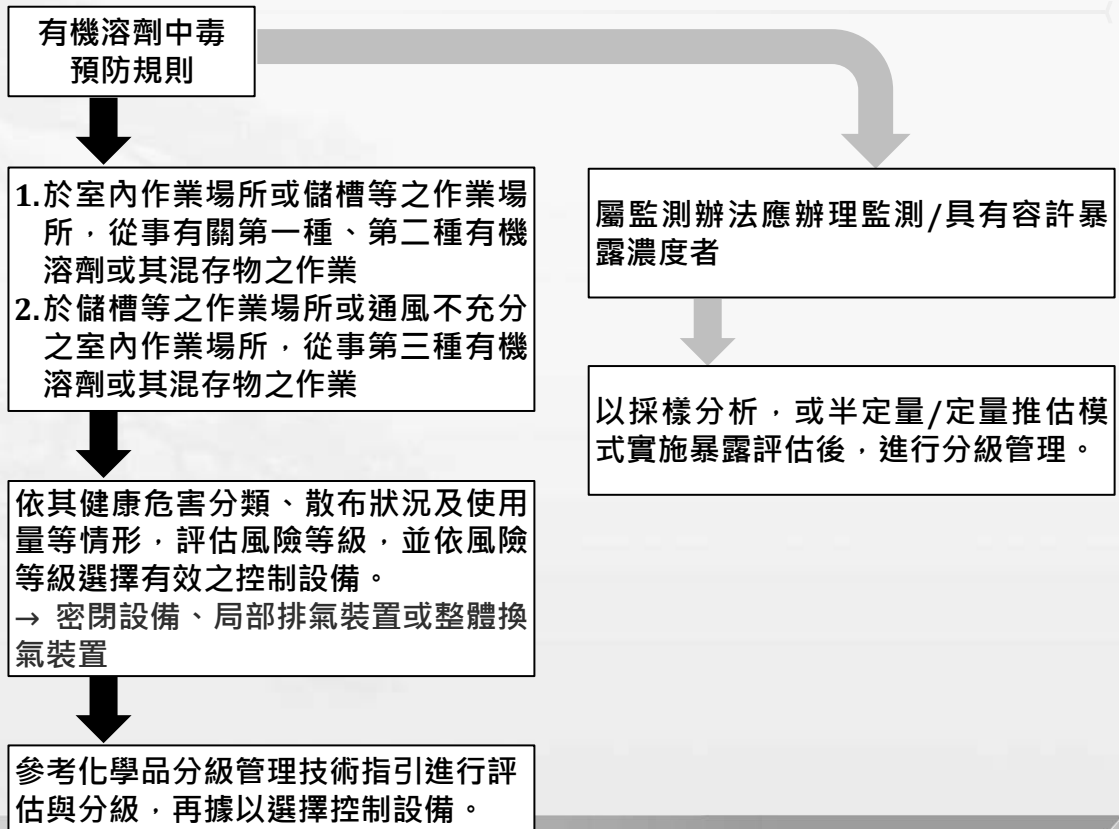 有機溶劑中毒
預防規則
1.於室內作業場所或儲槽等之作業場
所，從事有關第一種、第二種有機
溶劑或其混存物之作業
2.於儲槽等之作業場所或通風不充分
之室內作業場所，從事第三種有機
溶劑或其混存物之作業
依其健康危害分類、散布狀況及使用
量等情形，評估風險等級，並依風險
等級選擇有效之控制設備。
→ 密閉設備、局部排氣裝置或整體換
氣裝置
參考化學品分級管理技術指引進行評
估與分級，再據以選擇控制設備。
屬監測辦法應辦理監測/具有容許暴
露濃度者
以採樣分析，或半定量/定量推估模
式實施暴露評估後，進行分級管理。